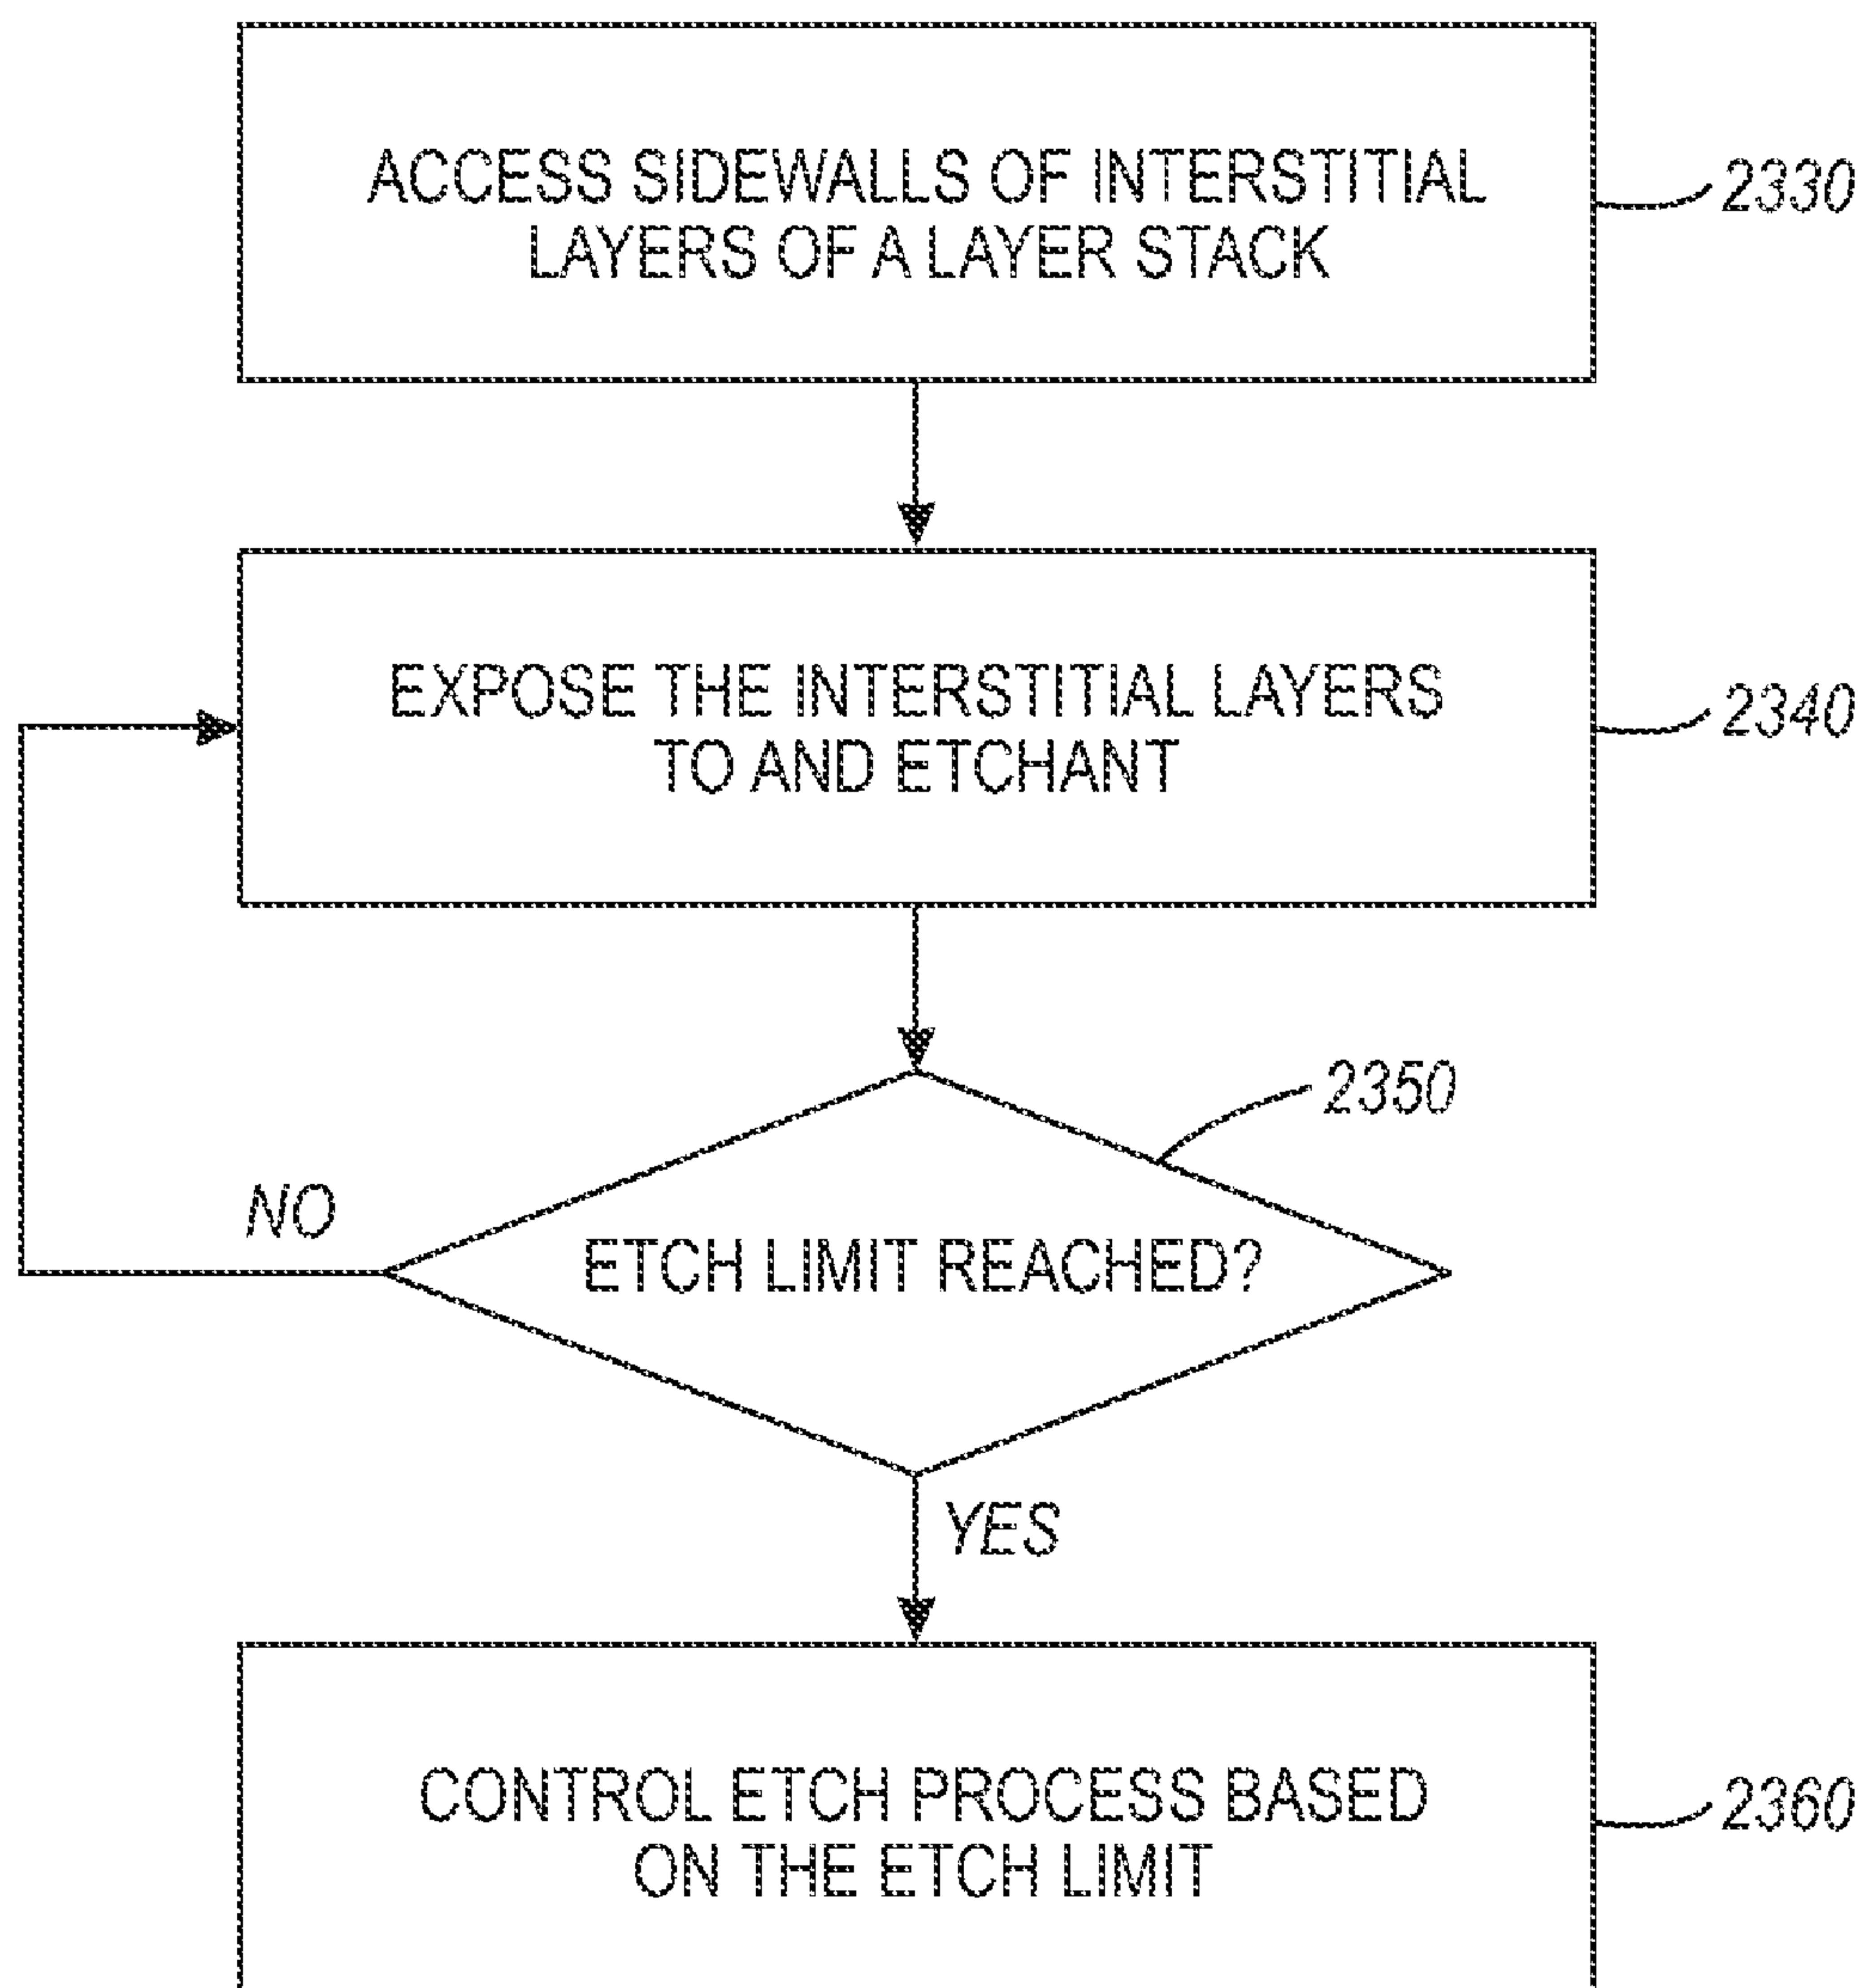 ACCESS SIDEWALLS OF INTERSTITIAL
LAYERS OF A LAYER STACK
2330
EXPOSE THE INTERSTITIAL LAYERS
TO AND ETCHANT
2340
2350
NO
ETCH LIMIT REACHED?
YES
CONTROL ETCH PROCESS BASED
ON THE ETCH LIMIT
2360